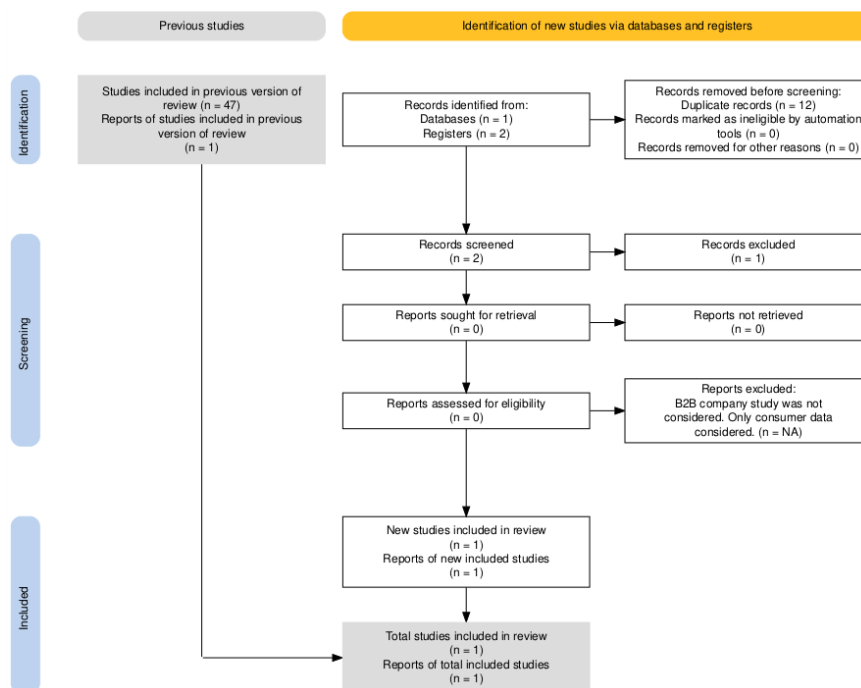 Previous studies
Identification of new studies via databases and registers
Identification
Studies included in previous version of
review (n = 47)
Reports of studies included in previous
version of review
(n = 1)
Records identified from:
Databases (n = 1)
Registers (n = 2)
Records removed before screening:
Duplicate records (n = 12)
Records marked as ineligible by automation
tools (n = 0)
Records removed for other reasons (n = 0)
Screening
Records screened
(n = 2)
Records excluded
(n = 1)
Reports sought for retrieval
(n = 0)
Reports not retrieved
(n = 0)
Reports assessed for eligibility
(n = 0)
Reports excluded:
B2B company study was not
considered. Only consumer data
considered. (n = NA)
Included
New studies included in review
(n = 1)
Reports of new included studies
(n = 1)
Total studies included in review
(n = 1)
Reports of total included studies
(n = 1)